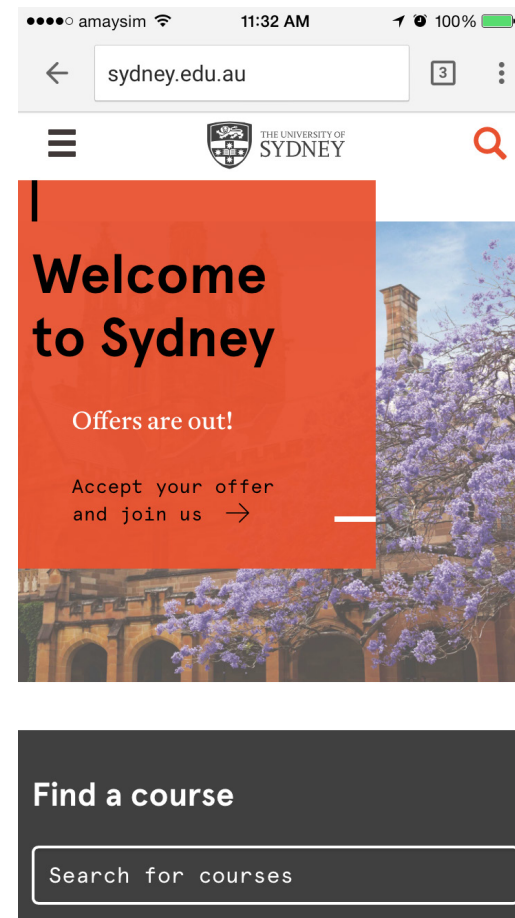 amaysim 11:32 AM 100%
sydney.edu.au 3
THE UNIVERSITY OF
SYDNEY
Welcome
to Sydney
Offers are out!
Accept your offer
and join us →
Find a course
Search for courses